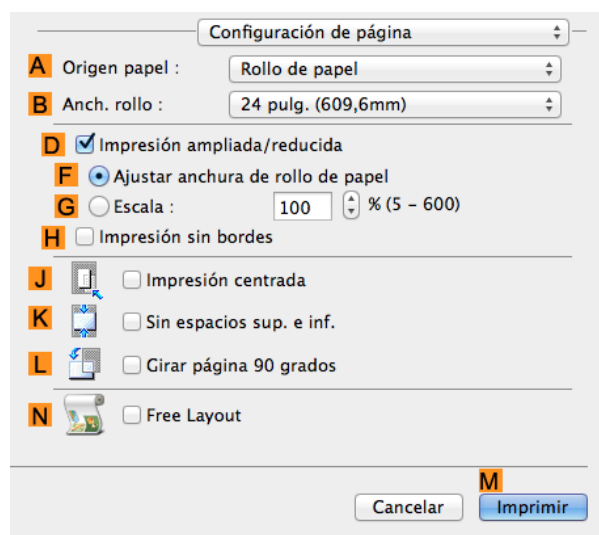 Configuración de página
A Origen papel : Rollo de papel
B Anch. rollo : 24 pulg. (609,6mm)
D Impresión ampliada/reducida
F Ajustar anchura de rollo de papel
G Escala : 100 % (5 – 600)
H Impresión sin bordes
J Impresión centrada
K Sin espacios sup. e inf.
L Girar página 90 grados
N Free Layout
M
Cancelar Imprimir